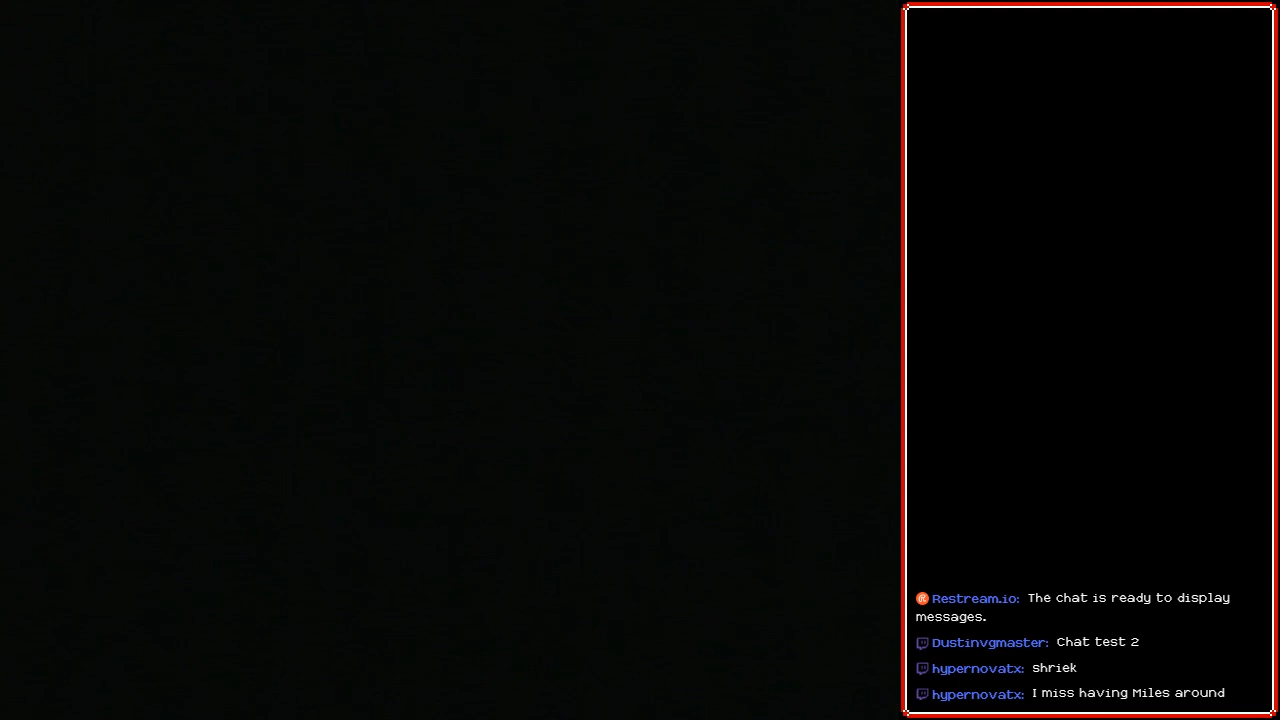 Restream.io: The chat is ready to display
messages.
Dustinvgmaster: Chat test 2
hypernovatx: shriek
hypernovatx: I miss having Miles around